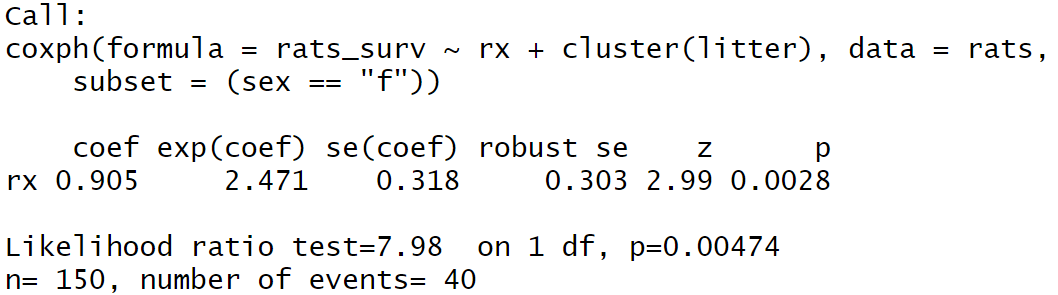 Call:
coxph(formula = rats_surv ~ rx + cluster(litter), data = rats,
    subset = (sex == "f"))

    coef exp(coef) se(coef) robust se    z      p
rx 0.905     2.471    0.318     0.303 2.99 0.0028

Likelihood ratio test=7.98  on 1 df, p=0.00474
n= 150, number of events= 40